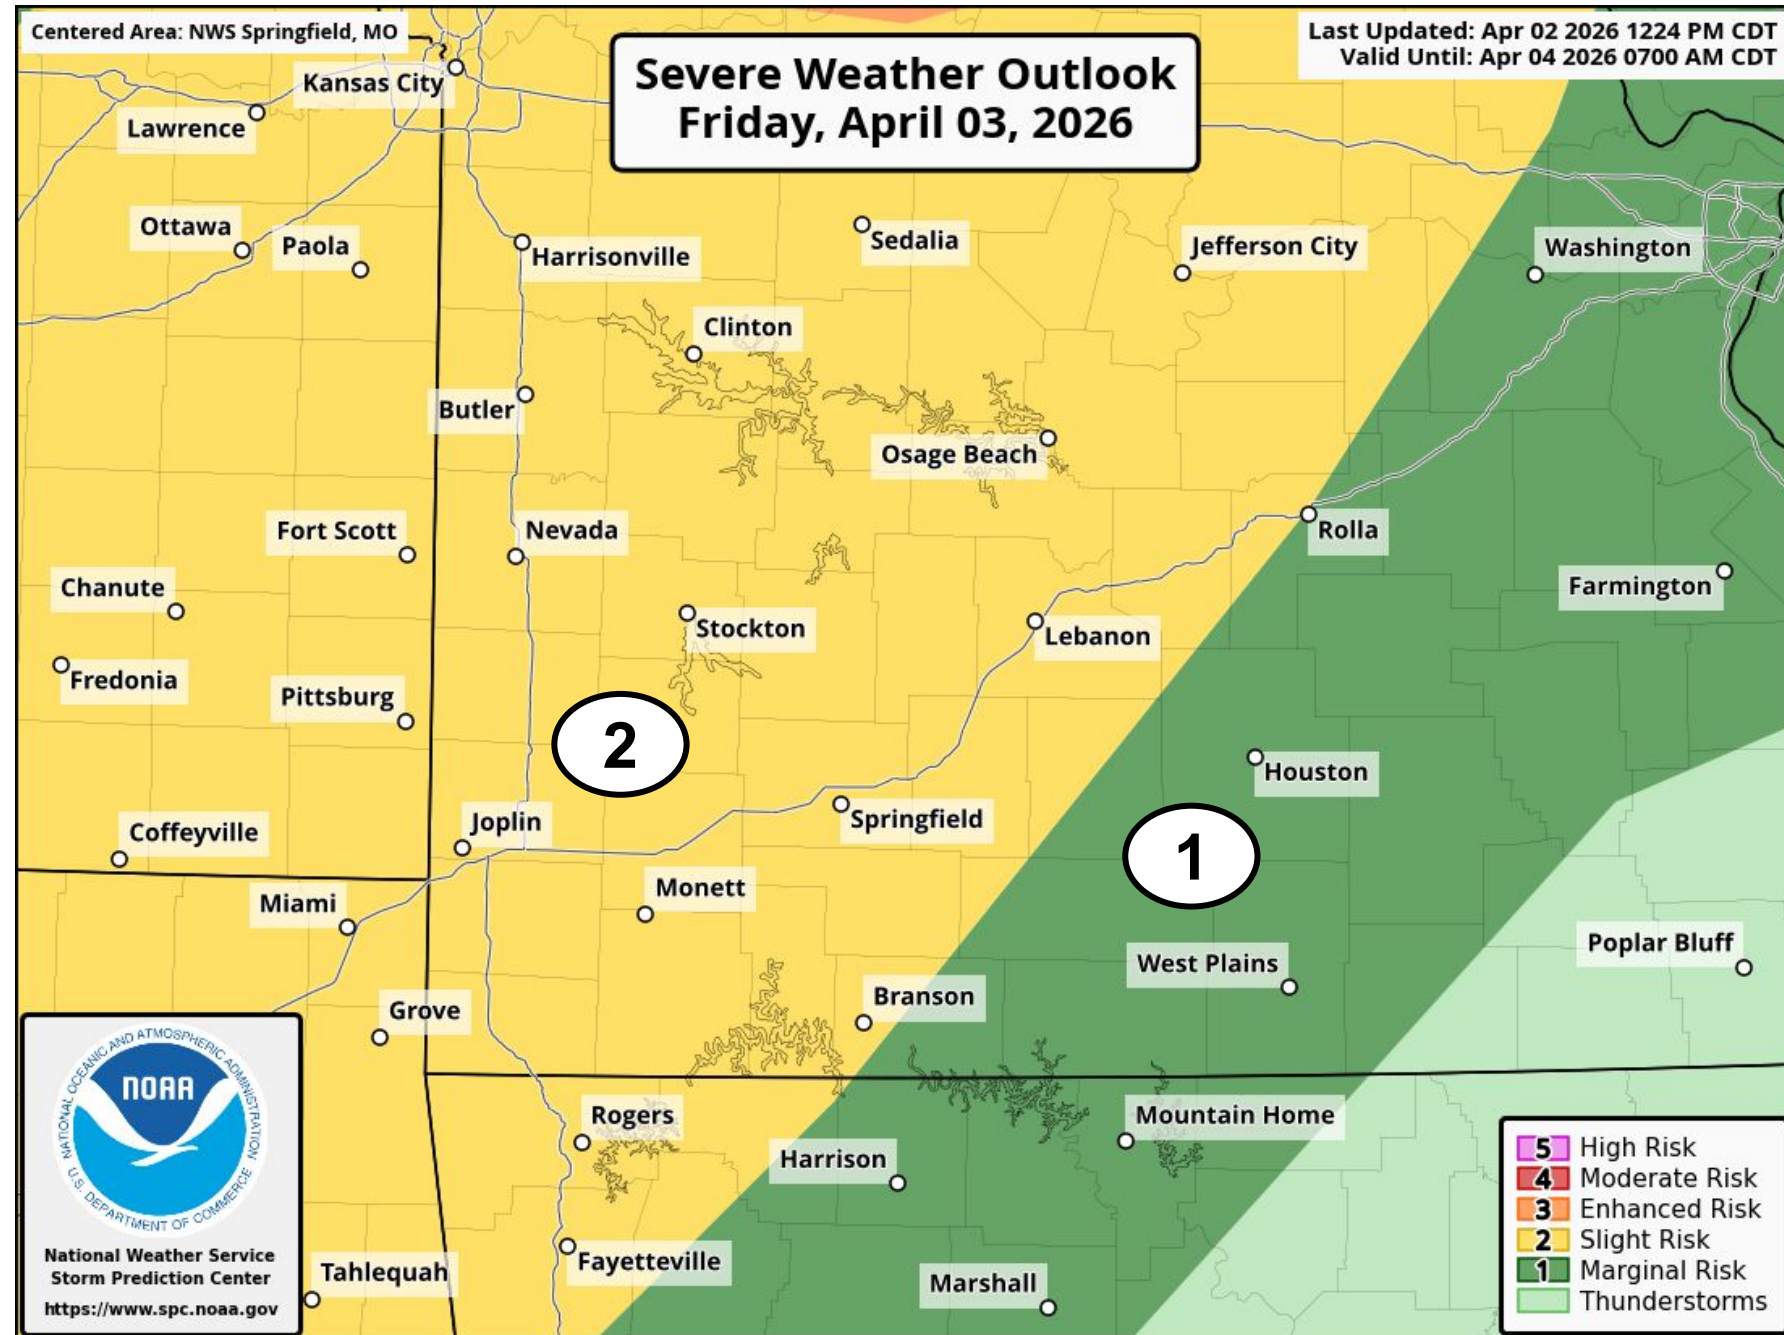 Centered Area: NWS Springfield, MO
Last Updated: Apr 02 2026 1224 PM CDT
Valid Until: Apr 04 2026 0700 AM CDT
Severe Weather Outlook
Friday, April 03, 2026
Kansas City
Lawrence
Ottawa
Paola
Harrisonville
Sedalia
Jefferson City
Washington
Clinton
Butler
Osage Beach
Fort Scott
Nevada
Rolla
Chanute
Farmington
Stockton
Lebanon
Fredonia
Pittsburg
2
Houston
Coffeyville
Joplin
Springfield
1
Miami
Monett
Poplar Bluff
West Plains
Branson
Grove
Rogers
Mountain Home
Harrison
Fayetteville
Tahlequah
Marshall
NATIONAL OCEANIC AND ATMOSPHERIC ADMINISTRATION
NOAA
U.S. DEPARTMENT OF COMMERCE
National Weather Service
Storm Prediction Center
https://www.spc.noaa.gov
5 High Risk
4 Moderate Risk
3 Enhanced Risk
2 Slight Risk
1 Marginal Risk
Thunderstorms